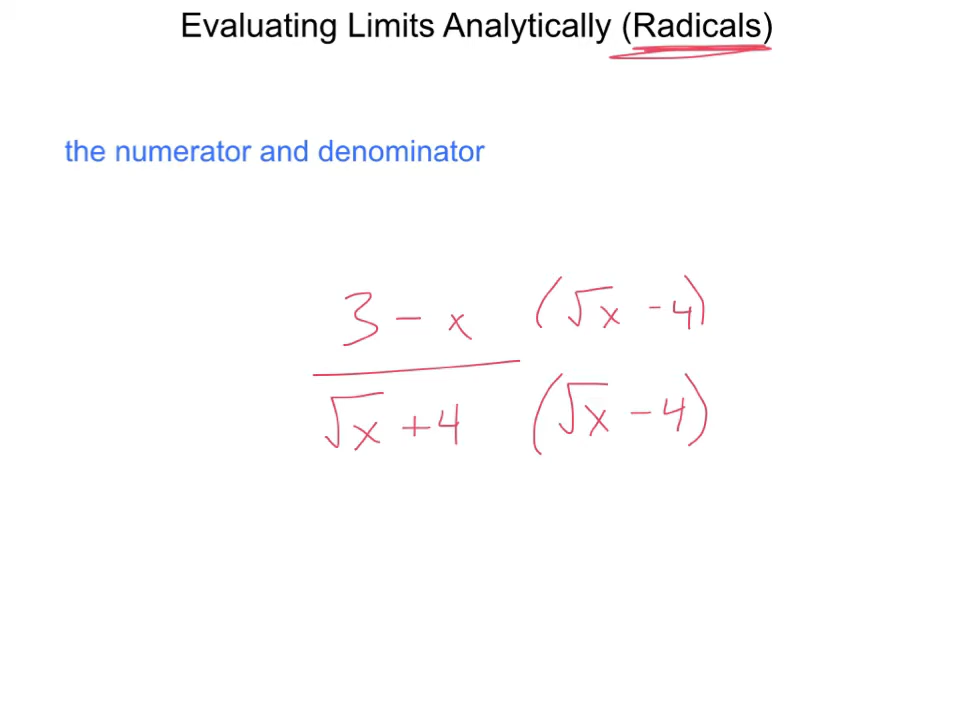 Evaluating Limits Analytically (Radicals)
the numerator and denominator
3 - x (√x - 4)
√x + 4 (√x - 4)